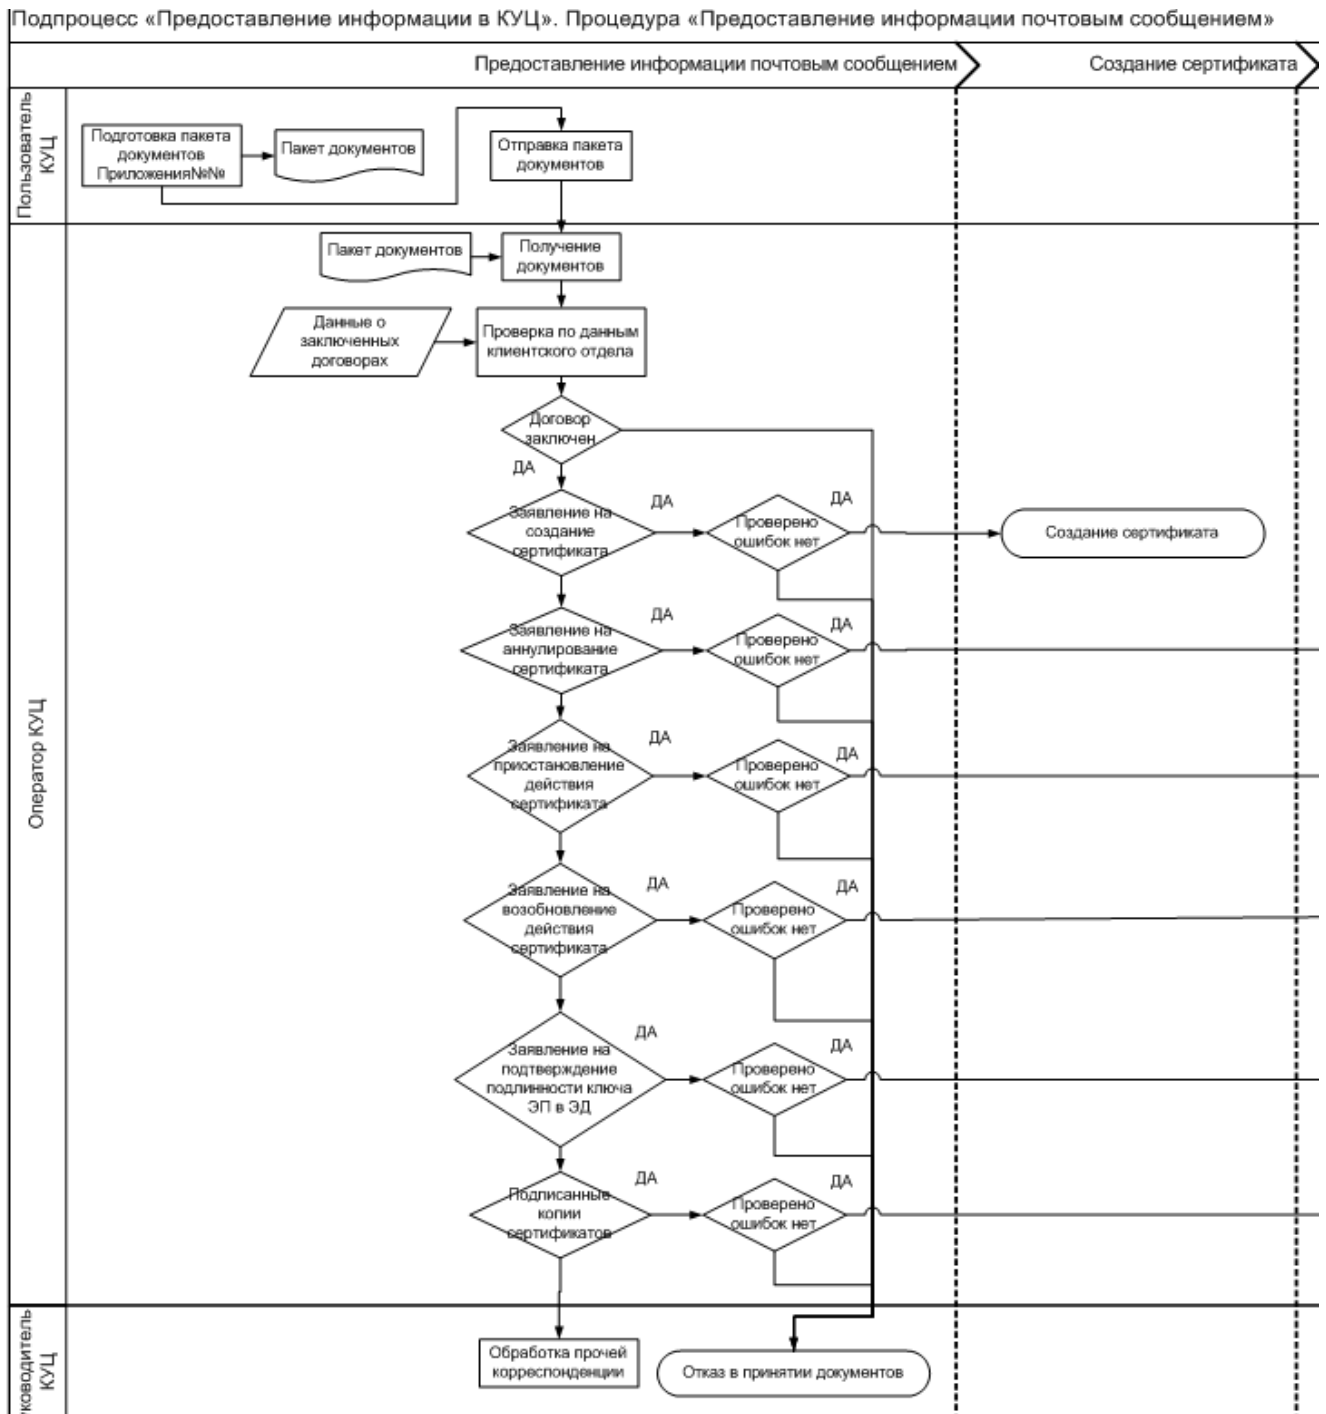 Подпроцесс «Предоставление информации в КУЦ». Процедура «Предоставление информации почтовым сообщением»
Предоставление информации почтовым сообщением
Создание сертификата
Пользователь
КУЦ
Подготовка пакета
документов
Приложения№№
Пакет документов
Отправка пакета
документов
Оператор КУЦ
Пакет документов
Получение
документов
Данные о
заключенных
договорах
Проверка по данным
клиентского отдела
Договор
заключен
ДА
Заявление на
создание
сертификата
ДА
Проверено
ошибок нет
ДА
Создание сертификата
Заявление на
аннулирование
сертификата
ДА
Проверено
ошибок нет
ДА
Заявление на
приостановление
действия
сертификата
ДА
Проверено
ошибок нет
ДА
Заявление на
возобновление
действия
сертификата
ДА
Проверено
ошибок нет
ДА
Заявление на
подтверждение
подлинности ключа
ЭП в ЭД
ДА
Проверено
ошибок нет
ДА
Подписанные
копии
сертификатов
ДА
Проверено
ошибок нет
ДА
уководитель
КУЦ
Обработка прочей
корреспонденции
Отказ в принятии документов